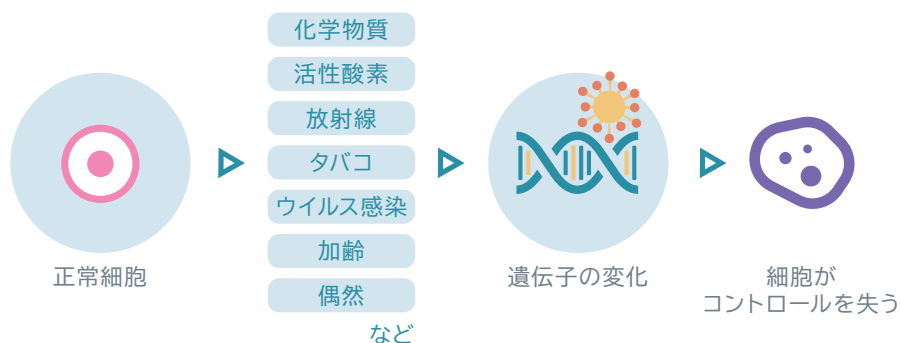 正常細胞
化学物質
活性酸素
放射線
タバコ
ウイルス感染
加齢
偶然
など
遺伝子の変化
細胞が
コントロールを失う